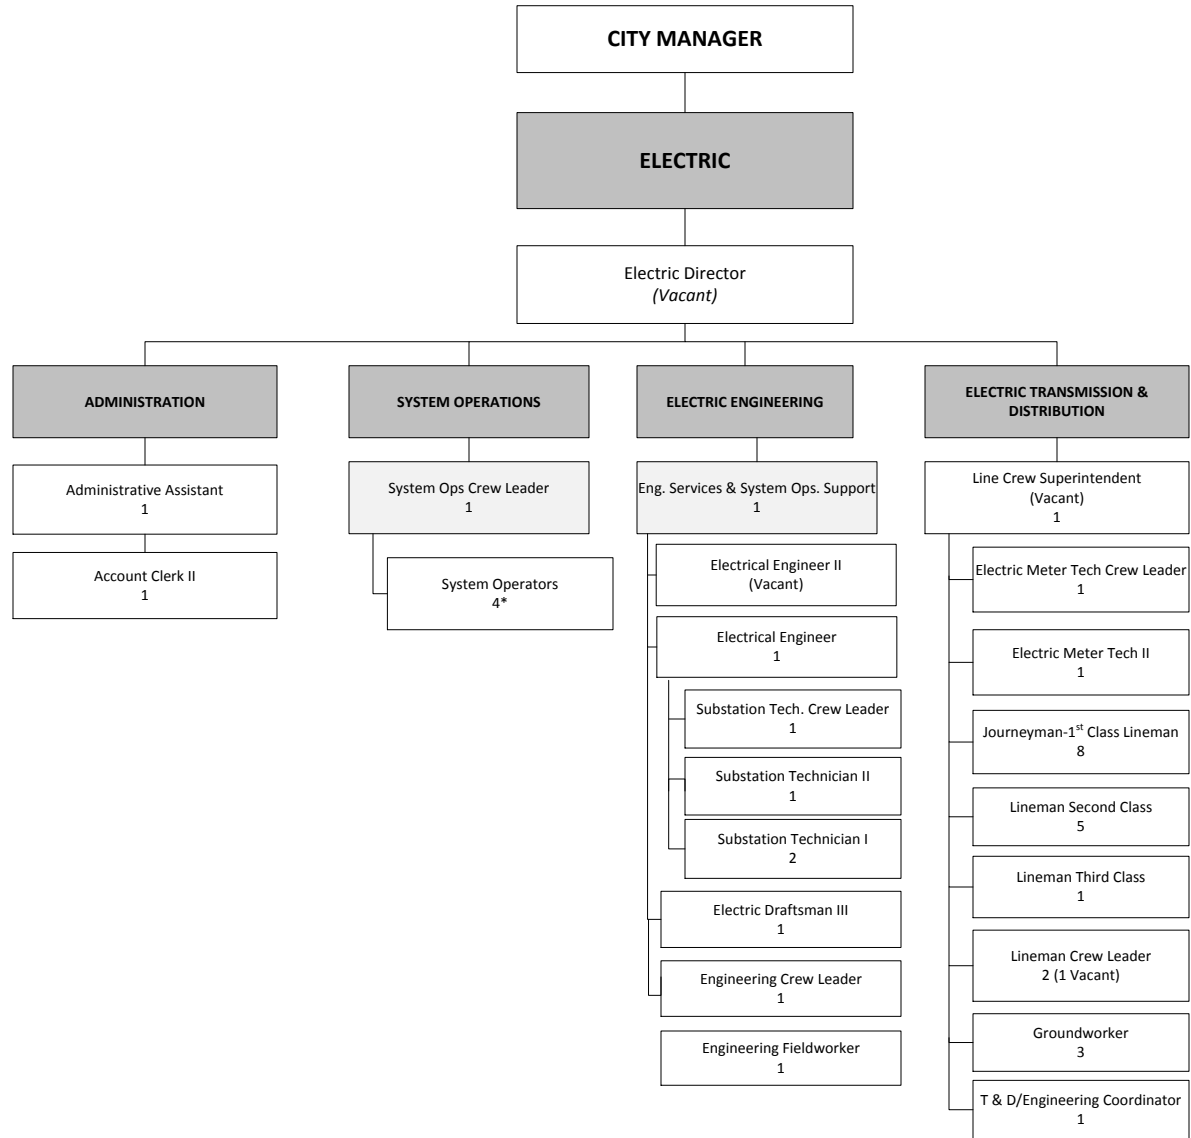 CITY MANAGER
ELECTRIC
Electric Director
(Vacant)
ADMINISTRATION
Administrative Assistant
1
Account Clerk II
1
SYSTEM OPERATIONS
System Ops Crew Leader
1
System Operators
4*
ELECTRIC ENGINEERING
Eng. Services & System Ops. Support
1
Electrical Engineer II
(Vacant)
Electrical Engineer
1
Substation Tech. Crew Leader
1
Substation Technician II
1
Substation Technician I
2
Electric Draftsman III
1
Engineering Crew Leader
1
Engineering Fieldworker
1
ELECTRIC TRANSMISSION &
DISTRIBUTION
Line Crew Superintendent
(Vacant)
1
Electric Meter Tech Crew Leader
1
Electric Meter Tech II
1
Journeyman-1st Class Lineman
8
Lineman Second Class
5
Lineman Third Class
1
Lineman Crew Leader
2 (1 Vacant)
Groundworker
3
T & D/Engineering Coordinator
1